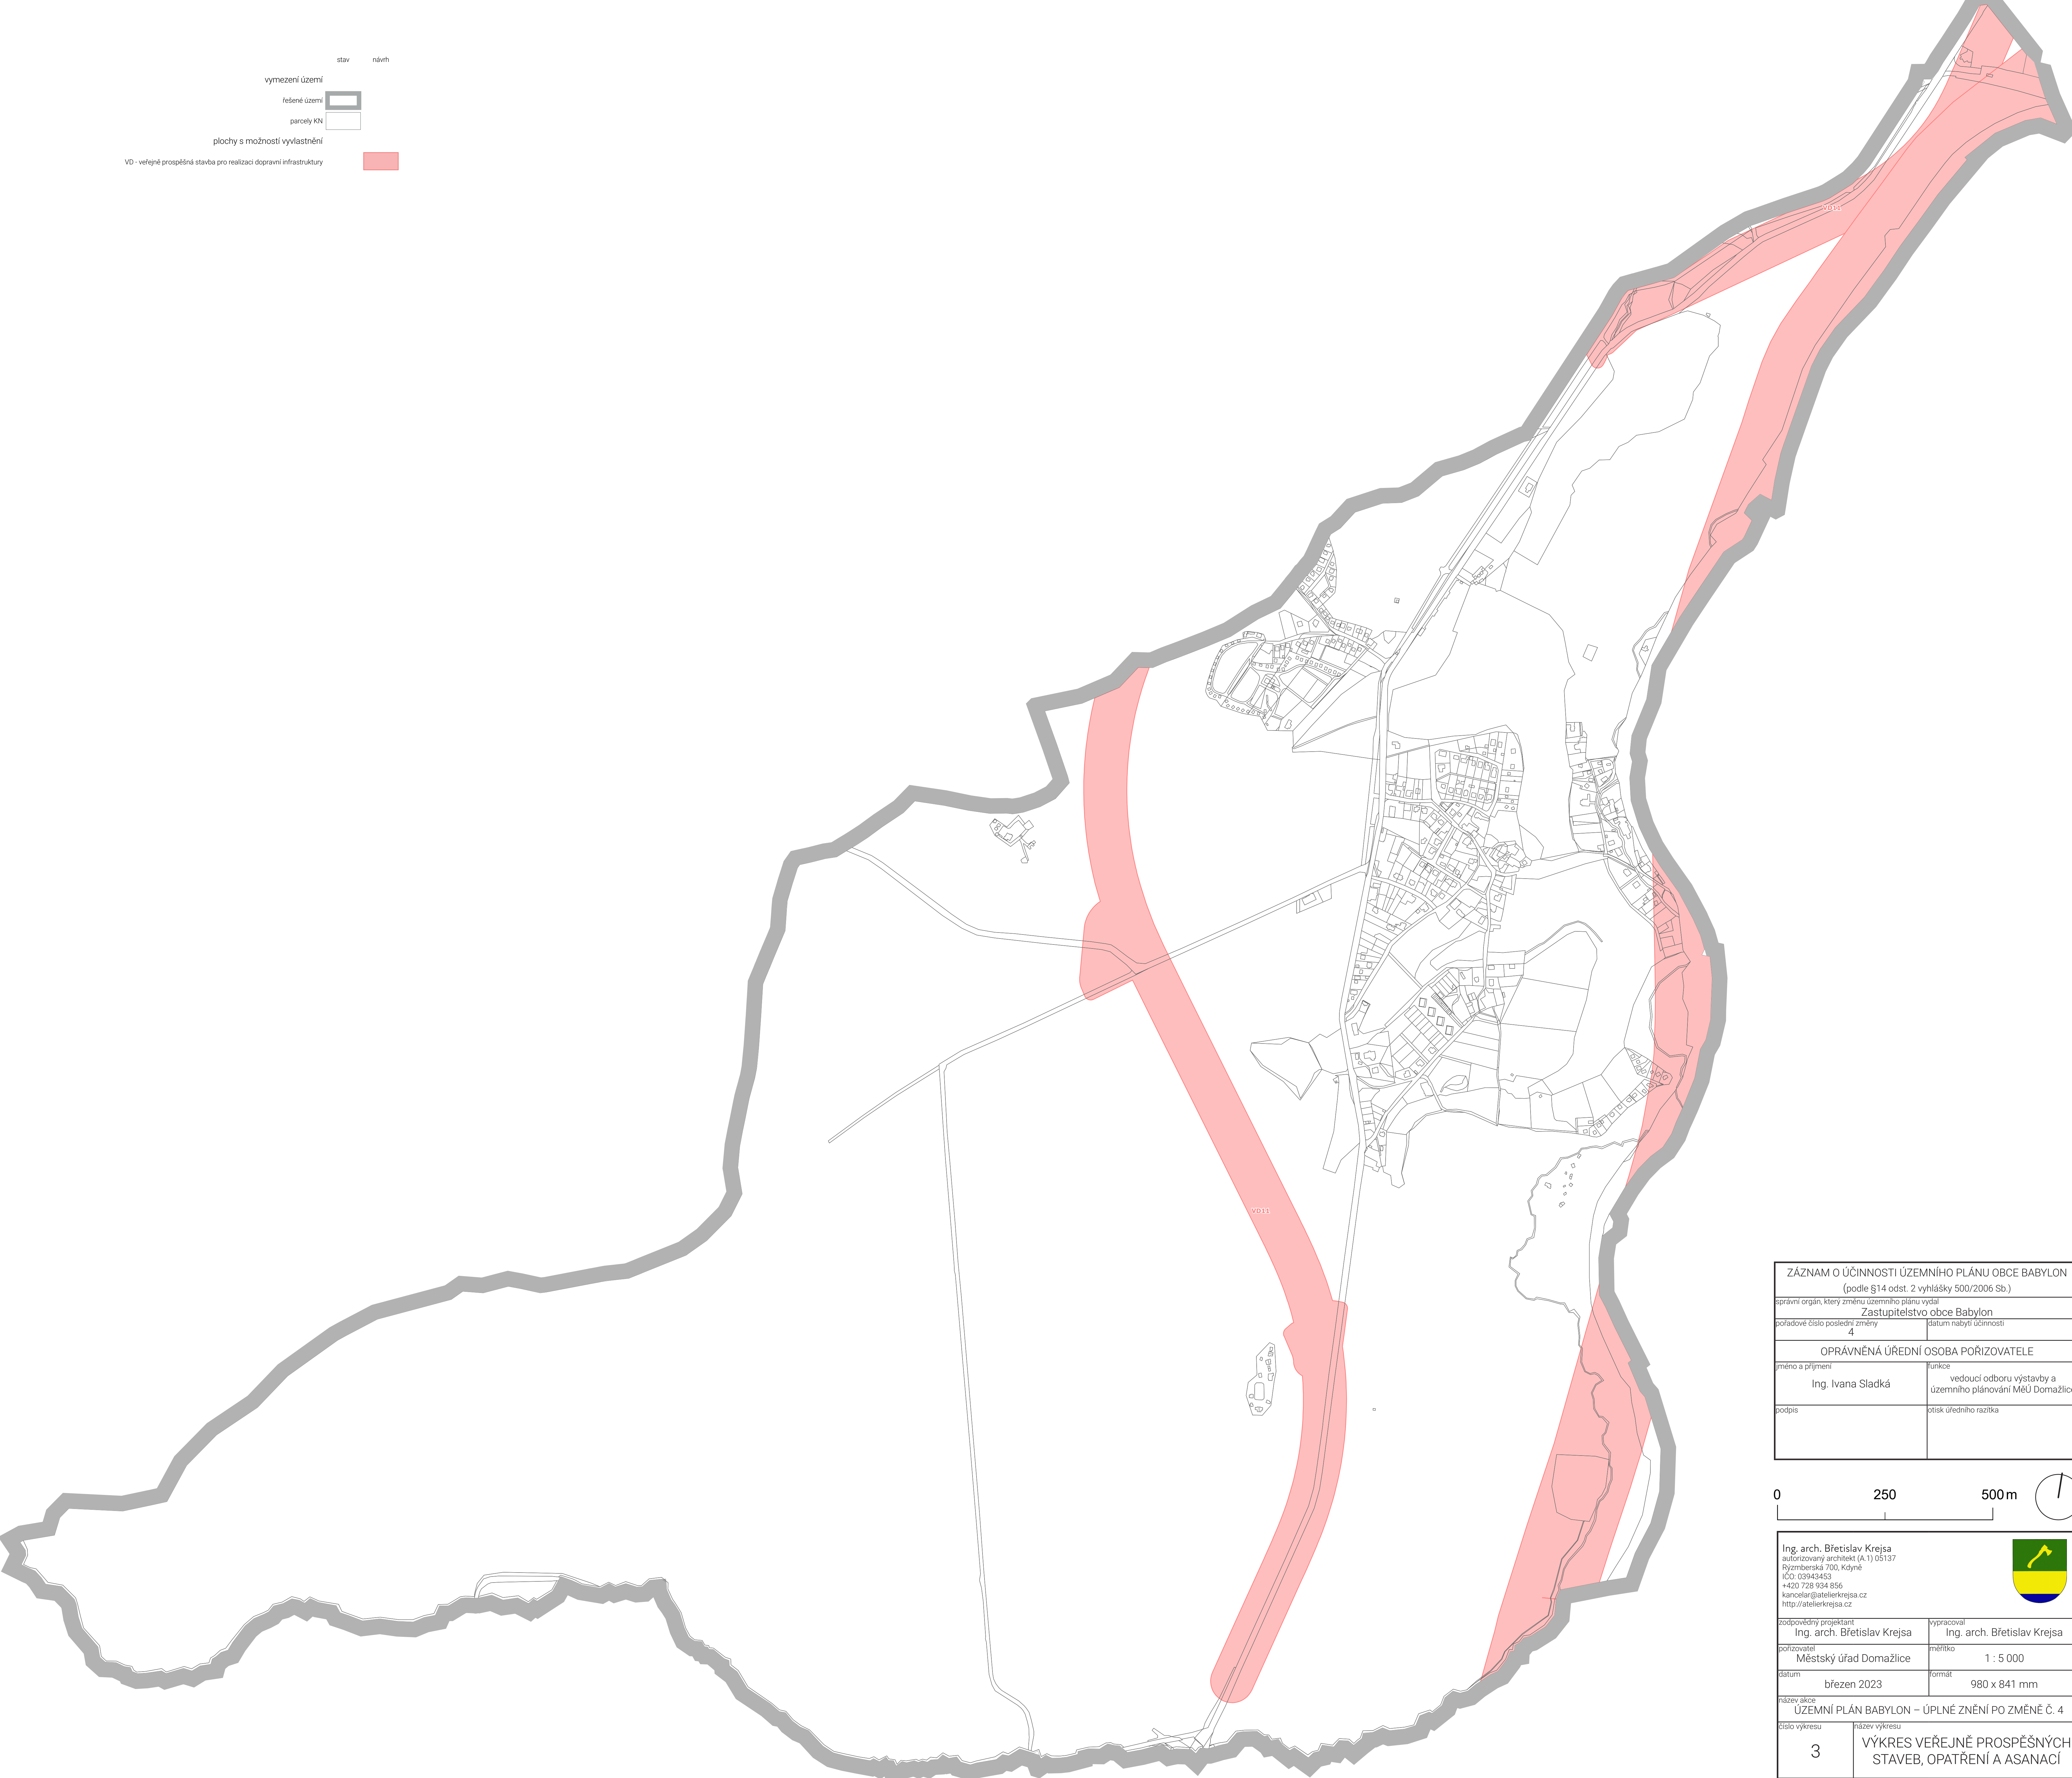 stav návrh
vymezení území
řešené území
parcely KN
plochy s možností vyvlastnění
VD - veřejně prospěšná stavba pro realizaci dopravní infrastruktury
VD11
VD11
ZÁZNAM O ÚČINNOSTI ÚZEMNÍHO PLÁNU OBCE BABYLON
(podle §14 odst. 2 vyhlášky 500/2006 Sb.)
správní orgán, který změnu územního plánu vydal
Zastupitelstvo obce Babylon
pořadové číslo poslední změny
4
datum nabytí účinnosti
OPRÁVNĚNÁ ÚŘEDNÍ OSOBA POŘIZOVATELE
jméno a příjmení
Ing. Ivana Sladká
funkce
vedoucí odboru výstavby a
územního plánování MěÚ Domažlice
podpis
otisk úředního razítka
0 250 500 m
Ing. arch. Břetislav Krejsa
autorizovaný architekt (A.1) 05137
Rýzmberská 700, Kdyně
IČO: 03943453
+420 728 934 856
kancelar@atelierkrejsa.cz
http://atelierkrejsa.cz
zodpovědný projektant
Ing. arch. Břetislav Krejsa
vypracoval
Ing. arch. Břetislav Krejsa
pořizovatel
Městský úřad Domažlice
měřítko
1 : 5 000
datum
březen 2023
formát
980 x 841 mm
název akce
ÚZEMNÍ PLÁN BABYLON – ÚPLNÉ ZNĚNÍ PO ZMĚNĚ Č. 4
číslo výkresu
3
název výkresu
VÝKRES VEŘEJNĚ PROSPĚŠNÝCH
STAVEB, OPATŘENÍ A ASANACÍ